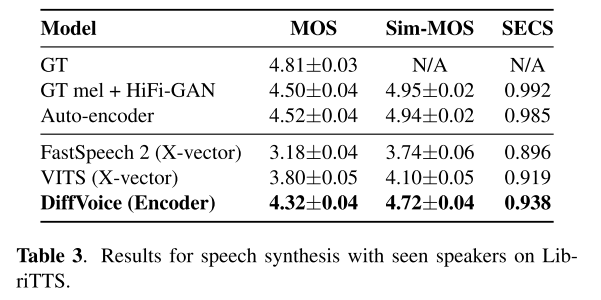 Model MOS Sim-MOS SECS
GT 4.81±0.03 N/A N/A
GT mel + HiFi-GAN 4.50±0.04 4.95±0.02 0.992
Auto-encoder 4.52±0.04 4.94±0.02 0.985
FastSpeech 2 (X-vector) 3.18±0.04 3.74±0.06 0.896
VITS (X-vector) 3.80±0.05 4.10±0.05 0.919
DiffVoice (Encoder) 4.32±0.04 4.72±0.04 0.938
Table 3. Results for speech synthesis with seen speakers on Lib-
riTTS.